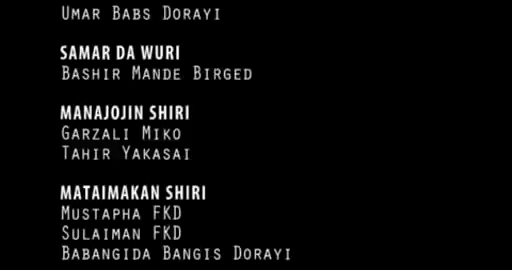 Umar Babs Dorayi
SAMAR DA WURI
Bashir Mande Birged
MANAJOJIN SHIRI
Garzali Miko
Tahir Yakasai
MATAIMAKAN SHIRI
Mustapha FKD
Sulaiman FKD
Babangida Bangis Dorayi